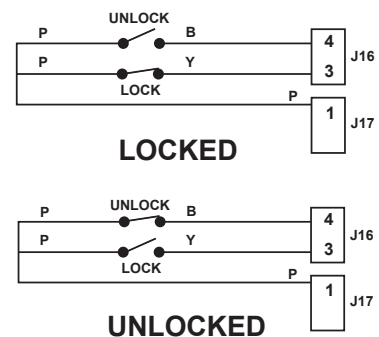 UNLOCK
P B 4
J16
P Y 3
LOCK
P 1
J17
LOCKED
UNLOCK
P B 4
J16
P Y 3
LOCK
P 1
J17
UNLOCKED